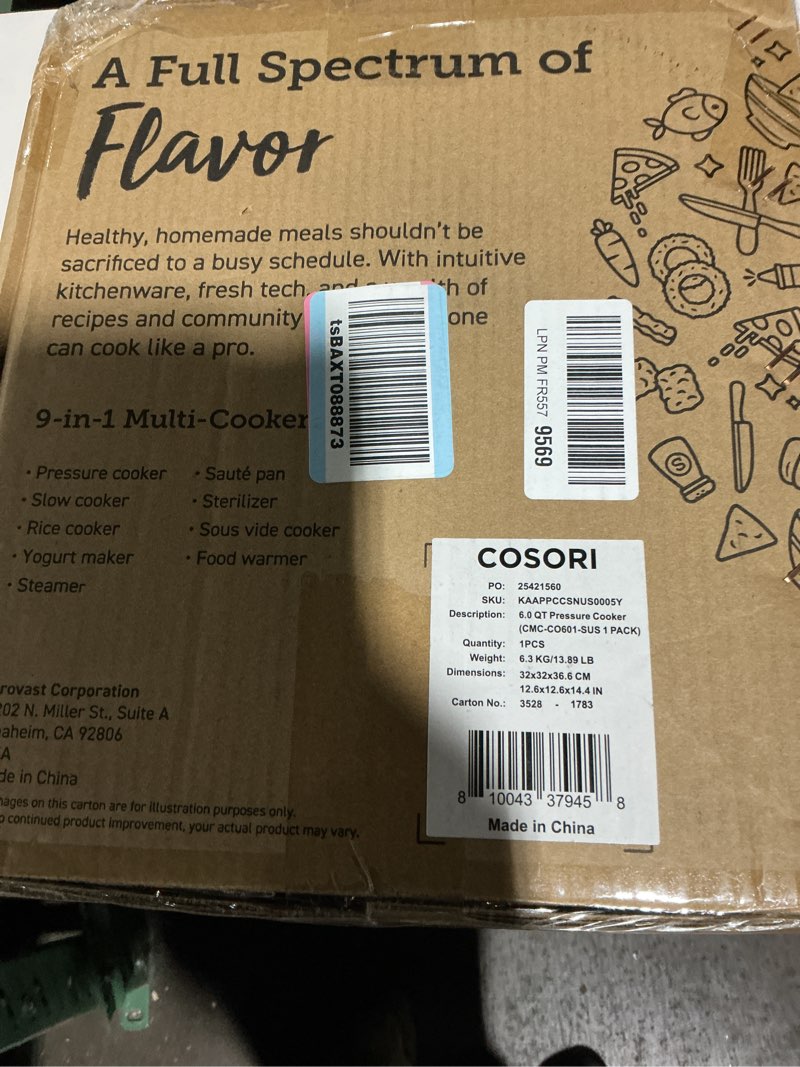 A Full Spectrum of
Flavor
Healthy, homemade meals shouldn't be
sacrificed to a busy schedule. With intuitive
kitchenware, fresh tech, and a of
recipes and community one
can cook like a pro.
tsBAXT088873
LPN PM FR557 9569
9-in-1 Multi-Cooker
• Pressure cooker
• Slow cooker
• Rice cooker
• Yogurt maker
• Steamer
• Sauté pan
• Sterilizer
• Sous vide cooker
• Food warmer
rovast Corporation
202 N. Miller St., Suite A
aheim, CA 92806
A
de in China
ages on this carton are for illustration purposes only.
o continued product improvement, your actual product may vary.
COSORI
PO: 25421560
SKU: KAAPPCCSNUS0005Y
Description: 6.0 QT Pressure Cooker
(CMC-CO601-SUS 1 PACK)
Quantity: 1PCS
Weight: 6.3 KG/13.89 LB
Dimensions: 32x32x36.6 CM
12.6x12.6x14.4 IN
Carton No.: 3528 - 1783
8 10043 37945 8
Made in China
S